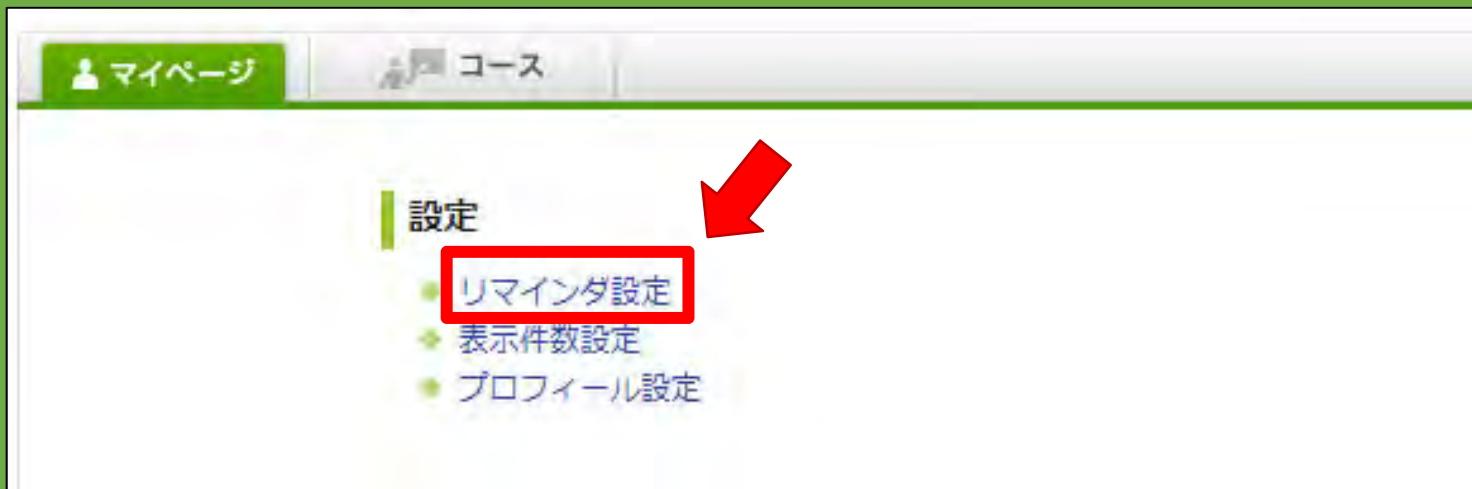 マイページ コース
設定
リマインダ設定
表示件数設定
プロフィール設定